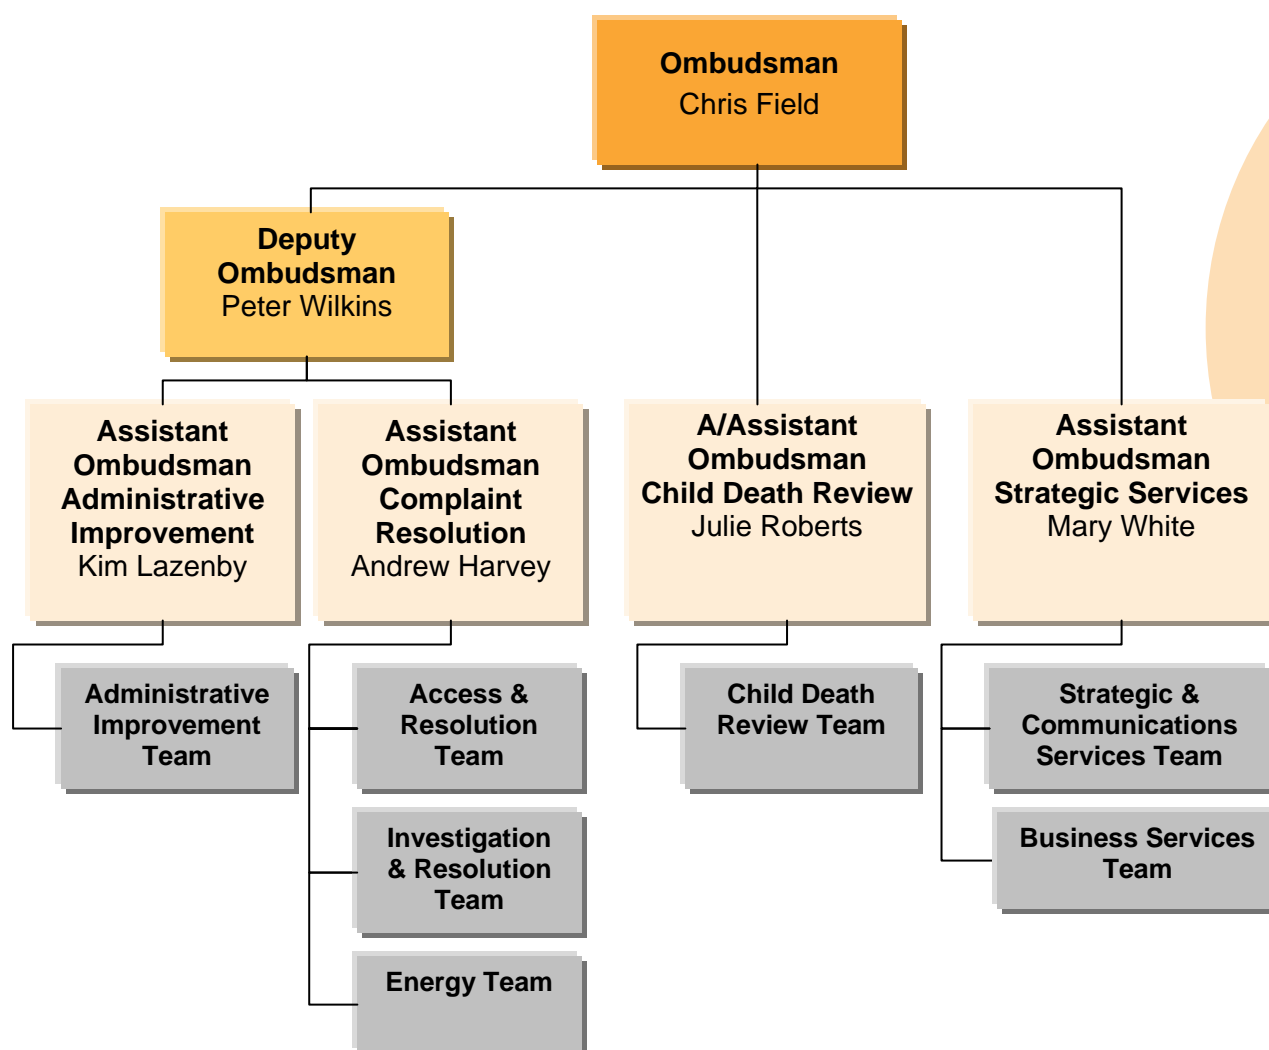 Ombudsman
Chris Field
Deputy
Ombudsman
Peter Wilkins
Assistant
Ombudsman
Administrative
Improvement
Kim Lazenby
Assistant
Ombudsman
Complaint
Resolution
Andrew Harvey
A/Assistant
Ombudsman
Child Death Review
Julie Roberts
Assistant
Ombudsman
Strategic Services
Mary White
Administrative
Improvement
Team
Access &
Resolution
Team
Investigation
& Resolution
Team
Energy Team
Child Death
Review Team
Strategic &
Communications
Services Team
Business Services
Team